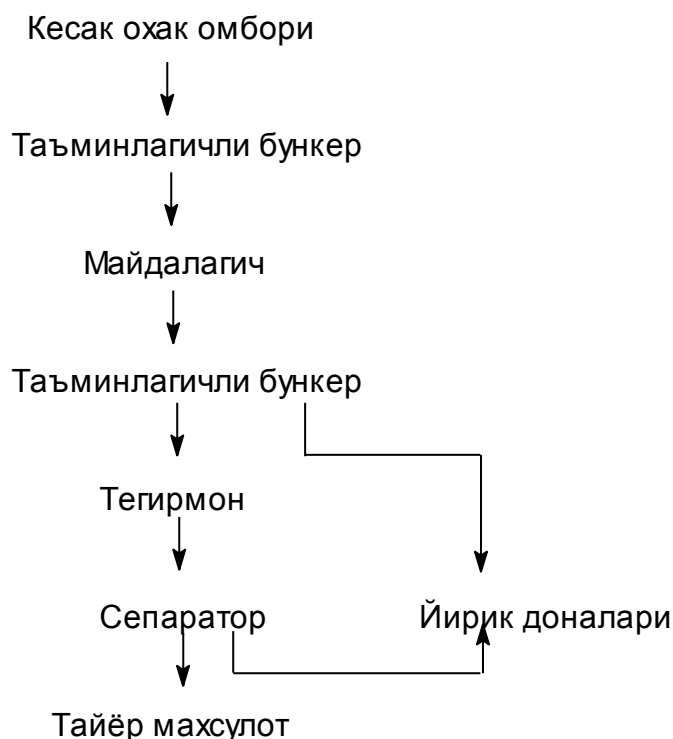 Кесак охак омбори
Таъминлагичли бункер
Майдалагич
Таъминлагичли бункер
Тегирмон
Сепаратор
Йирик доналари
Тайёр махсулот